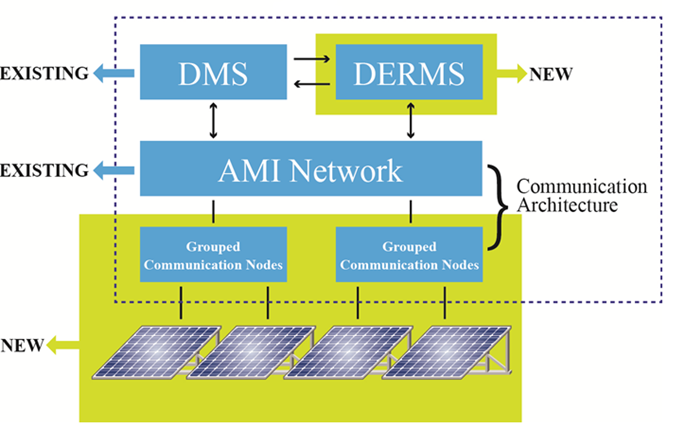 EXISTING
DMS
DERMS
NEW
EXISTING
AMI Network
Communication
Architecture
Grouped
Communication Nodes
Grouped
Communication Nodes
NEW